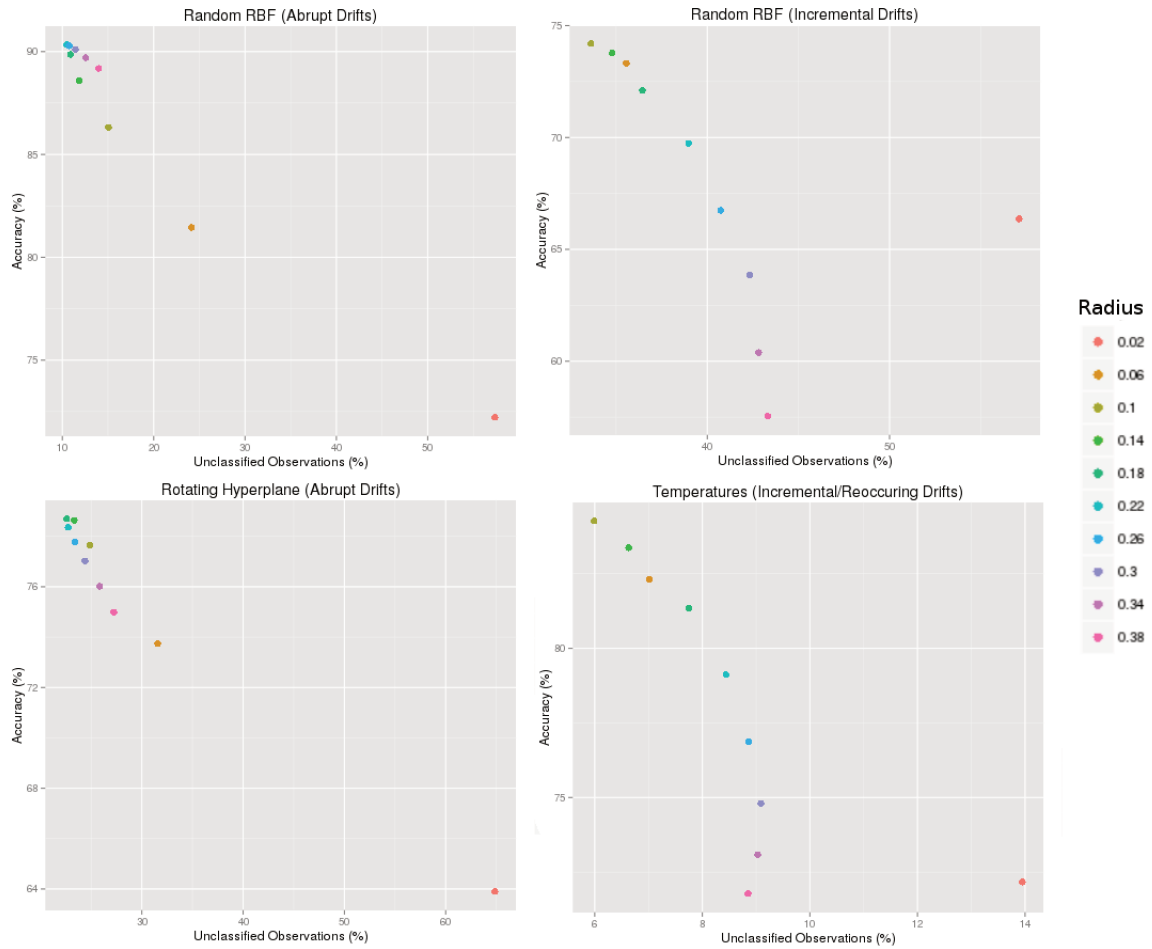 Random RBF (Abrupt Drifts)
90
85
80
75
10 20 30 40 50
Accuracy (%)
Unclassified Observations (%)
Random RBF (Incremental Drifts)
75
70
65
60
40 50
Accuracy (%)
Unclassified Observations (%)
Rotating Hyperplane (Abrupt Drifts)
76
72
68
64
30 40 50 60
Accuracy (%)
Unclassified Observations (%)
Temperatures (Incremental/Reoccuring Drifts)
80
75
6 8 10 12 14
Accuracy (%)
Unclassified Observations (%)
Radius
0.02
0.06
0.1
0.14
0.18
0.22
0.26
0.3
0.34
0.38